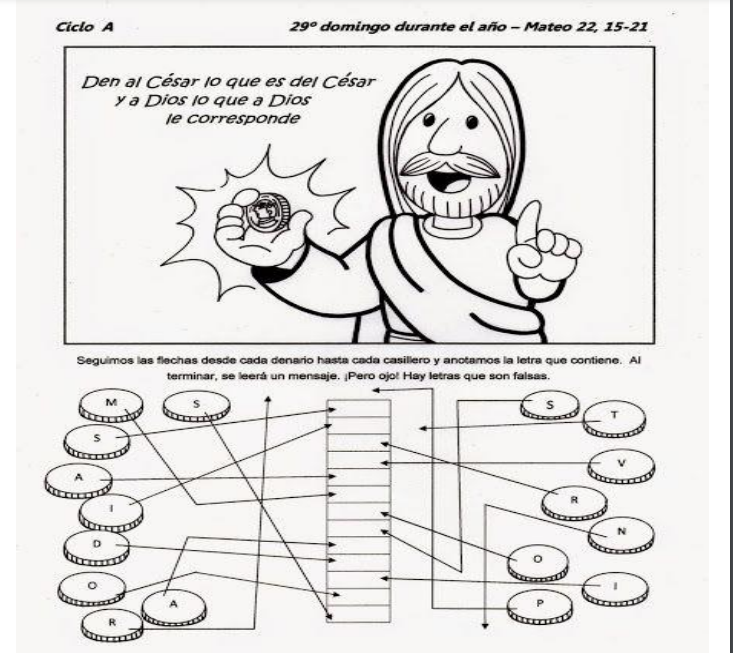 Ciclo A 29º domingo durante el año – Mateo 22, 15-21
Den al César lo que es del César
y a Dios lo que a Dios
le corresponde
Seguimos las flechas desde cada denario hasta cada casillero y anotamos la letra que contiene. Al
terminar, se leerá un mensaje. ¡Pero ojo! Hay letras que son falsas.
M S S
T
S
A V
I R
D N
O O I
A P
R